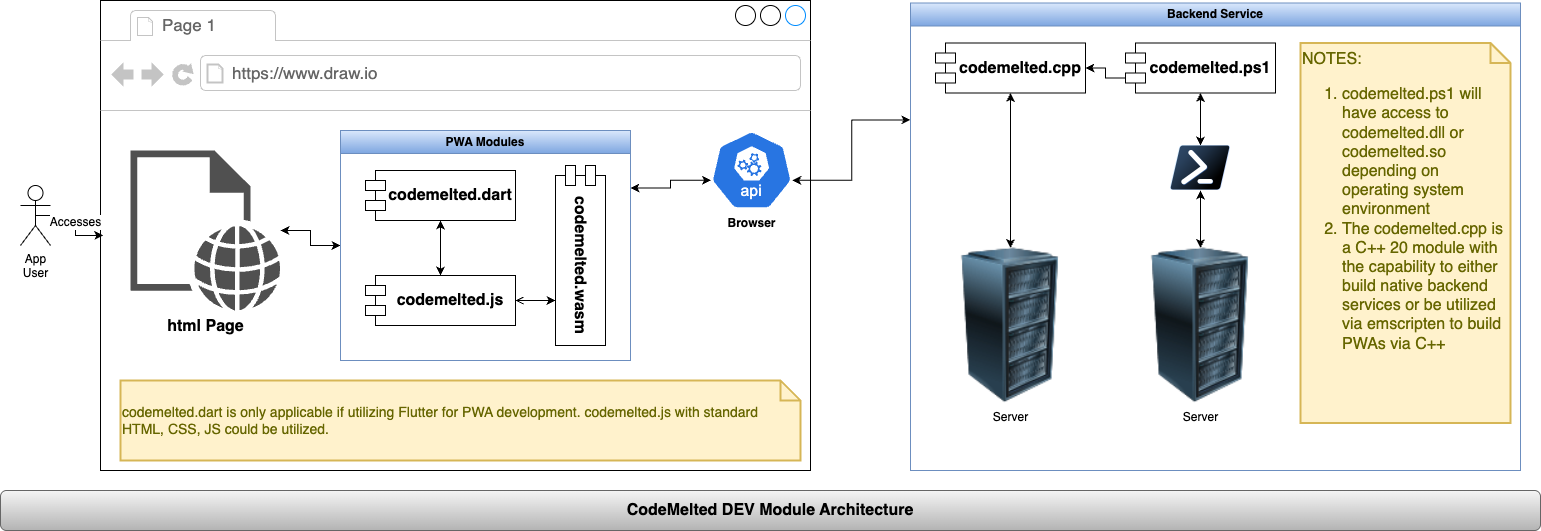 Page 1
https://www.draw.io
Accesses
App
User
html Page
PWA Modules
codemelted.dart
codemelted.js
codemelted.wasm
api
Browser
codemelted.dart is only applicable if utilizing Flutter for PWA development. codemelted.js with standard
HTML, CSS, JS could be utilized.
Backend Service
codemelted.cpp
codemelted.ps1
Server
Server
NOTES:
1. codemelted.ps1 will
have access to
codemelted.dll or
codemelted.so
depending on
operating system
environment
2. The codemelted.cpp is
a C++ 20 module with
the capability to either
build native backend
services or be utilized
via emscripten to build
PWAs via C++
CodeMelted DEV Module Architecture